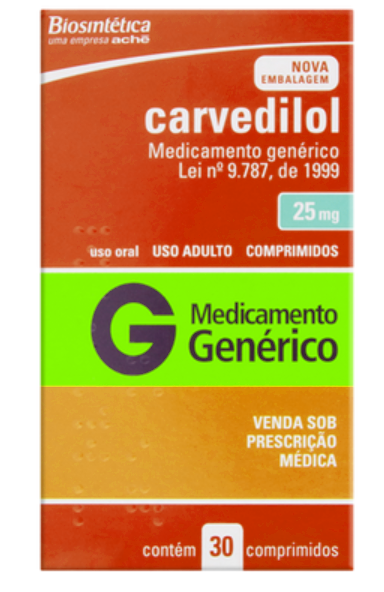 Biosintética
uma empresa achē
NOVA
EMBALAGEM
carvedilol
Medicamento genérico
Lei nº 9.787, de 1999
25 mg
uso oral USO ADULTO COMPRIMIDOS
G Medicamento
Genérico
VENDA SOB
PRESCRIÇÃO
MÉDICA
contém 30 comprimidos